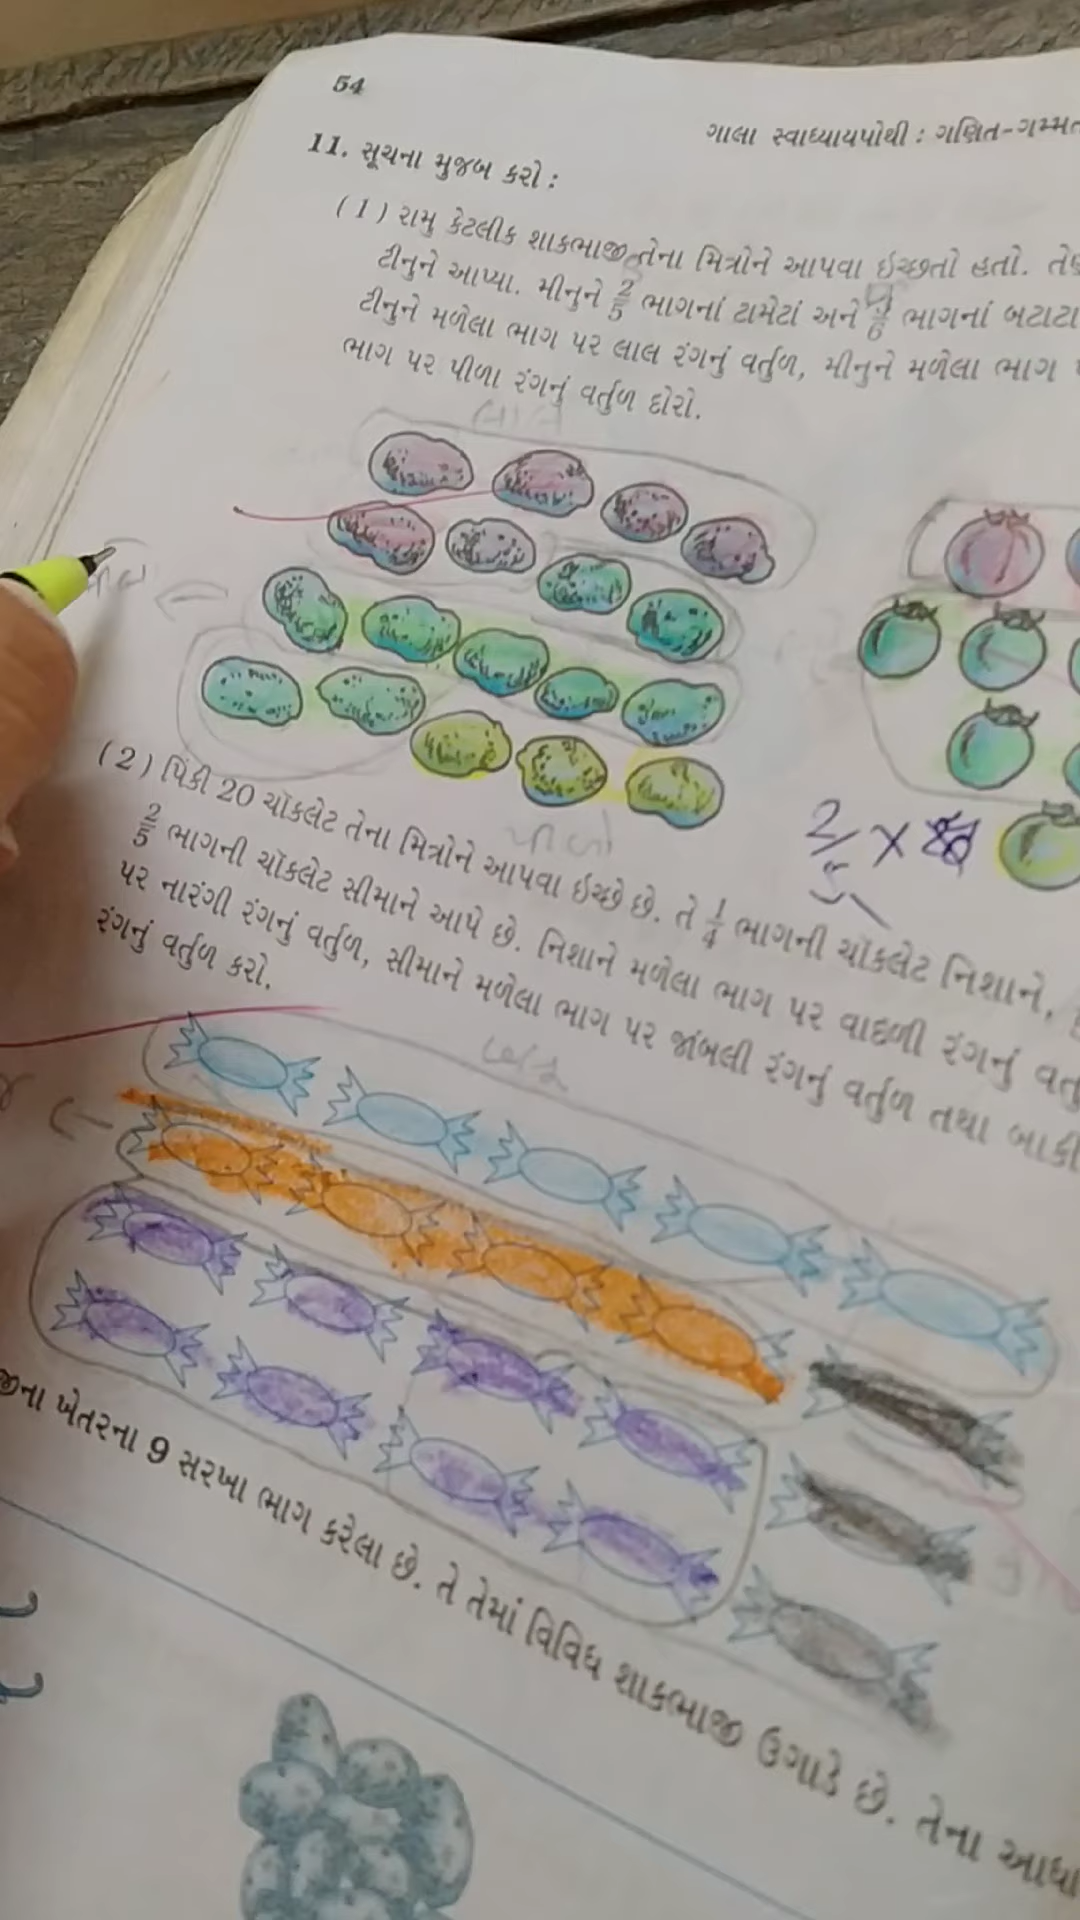 54
ગાલા સ્વાધ્યાયપોથી : ગણિત-ગમ્મત
11. સૂચના મુજબ કરો :
(1) રામુ કેટલીક શાકભાજી તેના મિત્રોને આપવા ઇચ્છતો હતો.
ટીનુને આપ્યા. મીનુને 2/5 ભાગનાં ટામેટાં અને ભાગનાં બટાટા
ટીનુને મળેલા ભાગ પર લાલ રંગનું વર્તુળ, મીનુને મળેલા ભાગ
ભાગ પર પીળા રંગનું વર્તુળ દોરો.
લાલ
પીળો
2/5 ×
(2) પિંકી 20 ચૉકલેટ તેના મિત્રોને આપવા ઇચ્છે છે. તે 1/4 ભાગની ચૉકલેટ નિશાને,
2/5 ભાગની ચૉકલેટ સીમાને આપે છે. નિશાને મળેલા ભાગ પર વાદળી રંગનું
પર નારંગી રંગનું વર્તુળ, સીમાને મળેલા ભાગ પર જાંબલી રંગનું વર્તુળ તથા બાકી
રંગનું વર્તુળ કરો.
ખેતરના 9 સરખા ભાગ કરેલા છે. તે તેમાં વિવિધ શાકભાજી ઉગાડે છે. તેના